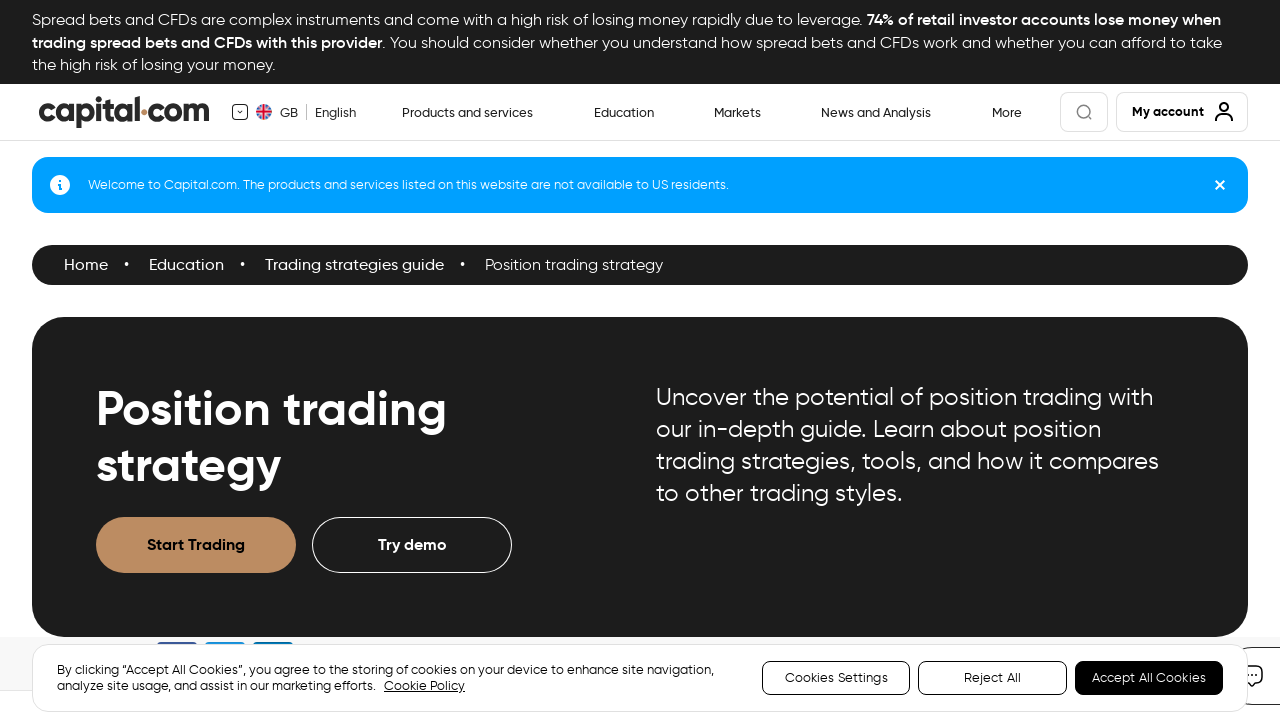 Spread bets and CFDs are complex instruments and come with a high risk of losing money rapidly due to leverage. 74% of retail investor accounts lose money when
trading spread bets and CFDs with this provider. You should consider whether you understand how spread bets and CFDs work and whether you can afford to take
the high risk of losing your money.
capital.com GB English Products and services Education Markets News and Analysis More My account
Welcome to Capital.com. The products and services listed on this website are not available to US residents.
Home • Education • Trading strategies guide • Position trading strategy
Position trading
strategy
Start Trading Try demo
Uncover the potential of position trading with
our in-depth guide. Learn about position
trading strategies, tools, and how it compares
to other trading styles.
By clicking “Accept All Cookies”, you agree to the storing of cookies on your device to enhance site navigation,
analyze site usage, and assist in our marketing efforts. Cookie Policy
Cookies Settings Reject All Accept All Cookies